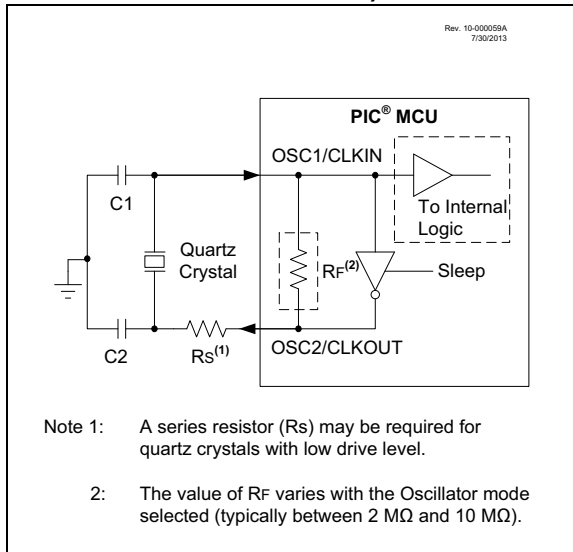 Rev. 10-000059A
7/30/2013
PIC® MCU
OSC1/CLKIN
C1
To Internal
Logic
Quartz
Crystal
RF(2)
Sleep
C2
RS(1)
OSC2/CLKOUT
Note 1: A series resistor (Rs) may be required for
quartz crystals with low drive level.
2: The value of RF varies with the Oscillator mode
selected (typically between 2 MΩ and 10 MΩ).